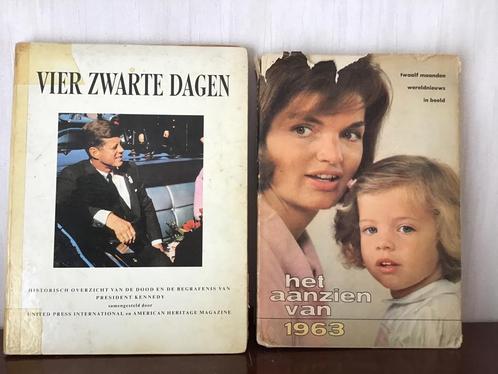 VIER ZWARTE DAGEN
HISTORISCH OVERZICHT VAN DE DOOD EN DE BEGRAFENIS VAN
PRESIDENT KENNEDY
samengesteld door
UNITED PRESS INTERNATIONAL en AMERICAN HERITAGE MAGAZINE
twaalf maanden
wereldnieuws
in beeld
het
aanzien
van
1963